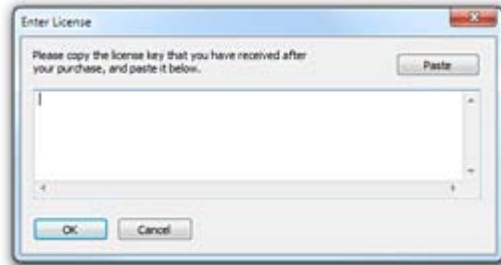 Enter License
Please copy the license key that you have received after
your purchase, and paste it below.
Paste
OK
Cancel